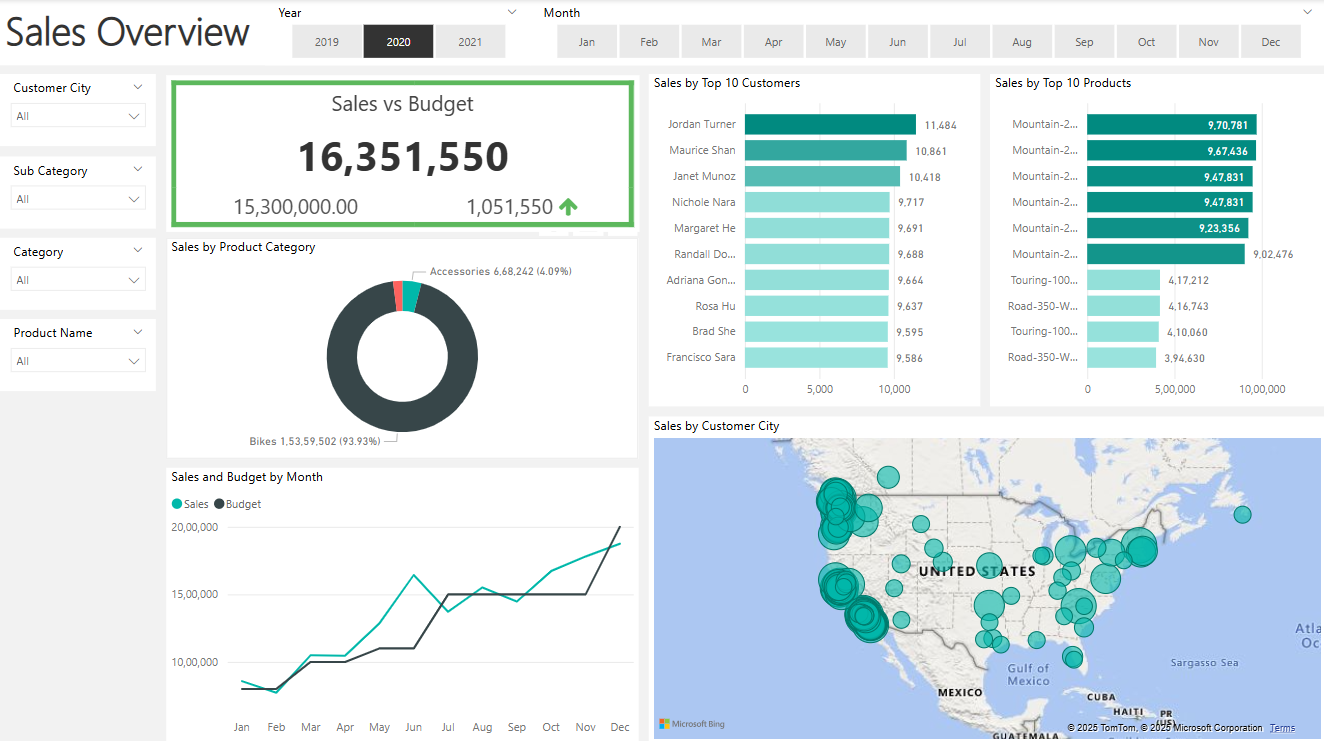 Sales Overview
Year
2019 2020 2021
Month
Jan Feb Mar Apr May Jun Jul Aug Sep Oct Nov Dec
Customer City
All
Sub Category
All
Category
All
Product Name
All
Sales vs Budget
16,351,550
15,300,000.00 1,051,550
Sales by Product Category
Accessories 6,68,242 (4.09%)
Bikes 1,53,59,502 (93.93%)
Sales and Budget by Month
Sales Budget
20,00,000
15,00,000
10,00,000
Jan Feb Mar Apr May Jun Jul Aug Sep Oct Nov Dec
Sales by Top 10 Customers
Jordan Turner 11,484
Maurice Shan 10,861
Janet Munoz 10,418
Nichole Nara 9,717
Margaret He 9,691
Randall Do... 9,688
Adriana Gon... 9,664
Rosa Hu 9,637
Brad She 9,595
Francisco Sara 9,586
0 5,000 10,000
Sales by Top 10 Products
Mountain-2... 9,70,781
Mountain-2... 9,67,436
Mountain-2... 9,47,831
Mountain-2... 9,47,831
Mountain-2... 9,23,356
Mountain-2... 9,02,476
Touring-100... 4,17,212
Road-350-W... 4,16,743
Touring-100... 4,10,060
Road-350-W... 3,94,630
0 5,00,000 10,00,000
Sales by Customer City
UNITED STATES
Atla
Oc
Gulf of
Mexico
Sargasso Sea
MEXICO
CUBA
HAITI
PR
(US)
GUATEMALA
Microsoft Bing
© 2025 TomTom, © 2025 Microsoft Corporation Terms